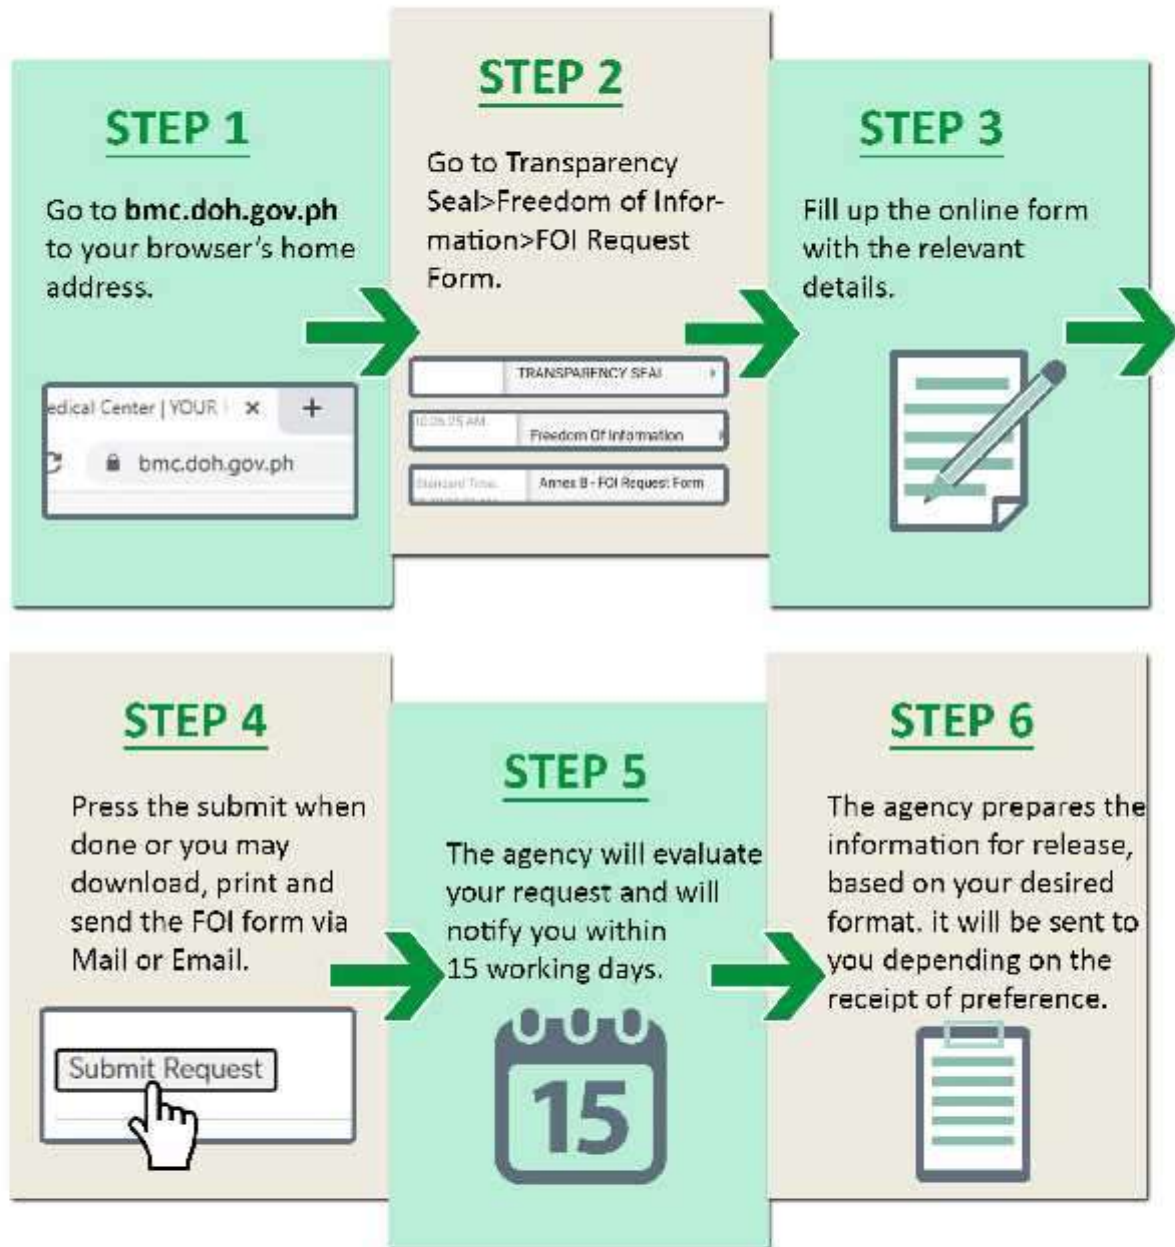 STEP 1
Go to bmc.doh.gov.ph
to your browser's home
address.
edical Center | YOUR
bmc.doh.gov.ph
STEP 2
Go to Transparency
Seal>Freedom of Infor-
mation>FOI Request
Form.
TRANSPARENCY SEAL
10:26:25 AM
Freedom Of Information
Standard Time
Annex B - FOI Request Form
STEP 3
Fill up the online form
with the relevant
details.
STEP 4
Press the submit when
done or you may
download, print and
send the FOI form via
Mail or Email.
Submit Request
STEP 5
The agency will evaluate
your request and will
notify you within
15 working days.
15
STEP 6
The agency prepares the
information for release,
based on your desired
format. it will be sent to
you depending on the
receipt of preference.